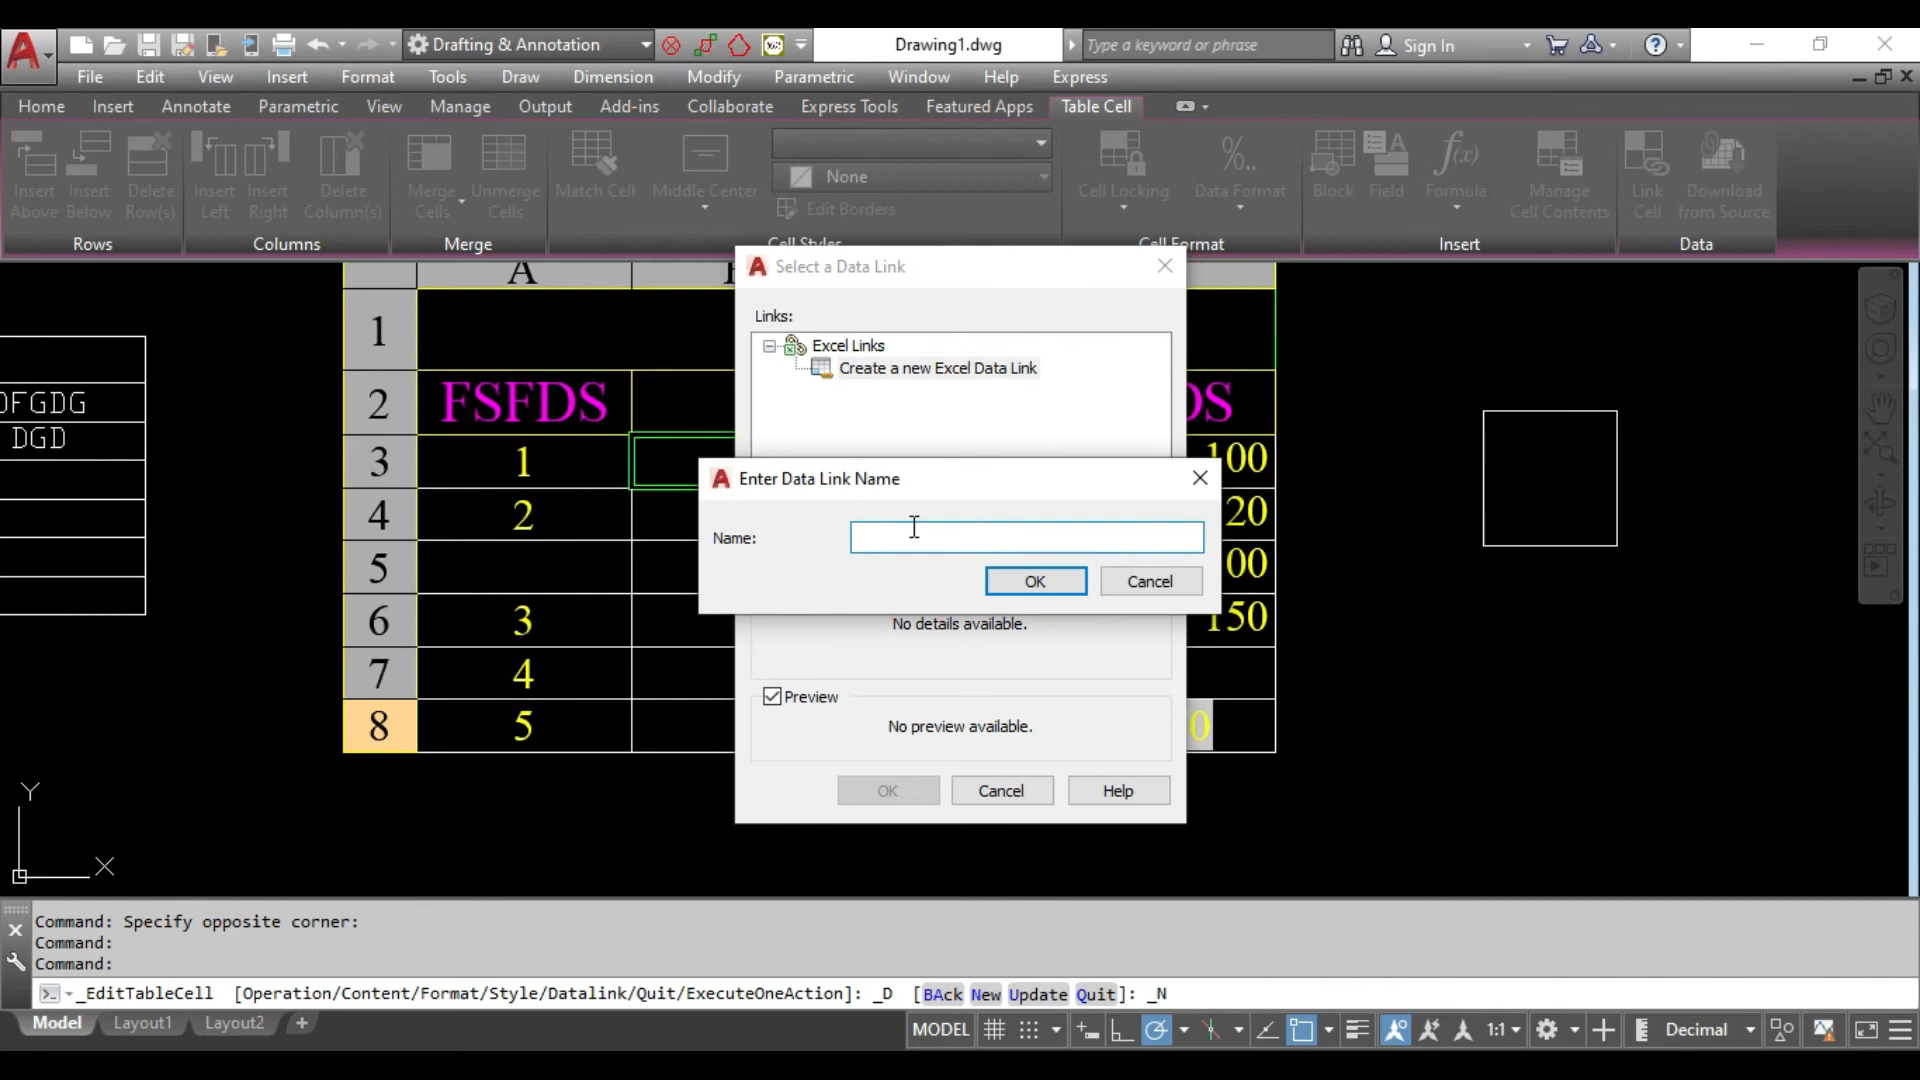 Drafting & Annotation
Drawing1.dwg
Type a keyword or phrase
Sign In
File Edit View Insert Format Tools Draw Dimension Modify Parametric Window Help Express
Home Insert Annotate Parametric View Manage Output Add-ins Collaborate Express Tools Featured Apps Table Cell
Insert Above
Insert Below
Delete Row(s)
Insert Left
Insert Right
Delete Column(s)
Merge Cells
Unmerge Cells
Match Cell
Middle Center
None
Edit Borders
Cell Locking
Data Format
Block
Field
Formula
Manage Cell Contents
Link Cell
Download from Source
Rows Columns Merge Cell Styles Cell Format Insert Data
Select a Data Link
Links:
Excel Links
Create a new Excel Data Link
Enter Data Link Name
Name:
OK Cancel
No details available.
Preview
No preview available.
OK Cancel Help
A
1
2 FSFDS DS
3 1 100
4 2 20
5 00
6 3 150
7 4
8 5 0
DFGDG
DGD
Y
X
Command: Specify opposite corner:
Command:
Command:
_EditTableCell [Operation/Content/Format/Style/Datalink/Quit/ExecuteOneAction]: _D [BAck New Update Quit]: _N
Model Layout1 Layout2 +
MODEL 1:1 Decimal